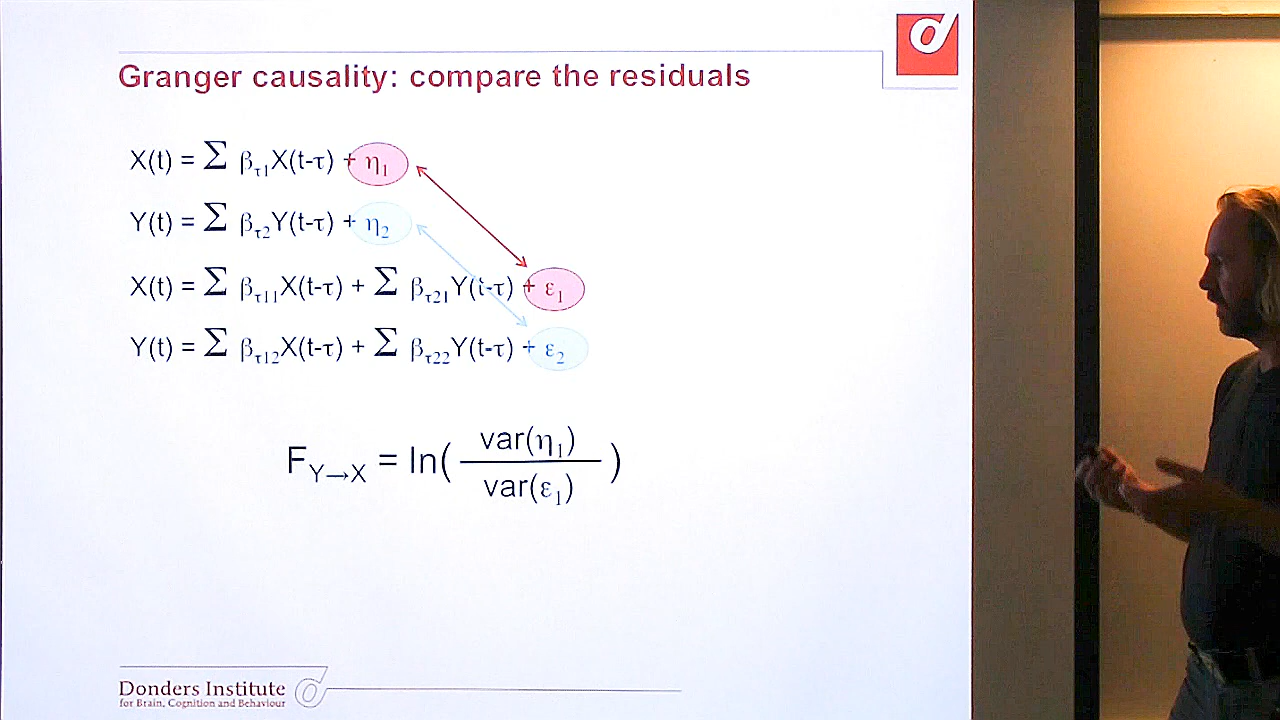 Granger causality: compare the residuals
X(t) = Σ βτ1X(t-τ) + η1
Y(t) = Σ βτ2Y(t-τ) + η2
X(t) = Σ βτ11X(t-τ) + Σ βτ21Y(t-τ) + ε1
Y(t) = Σ βτ12X(t-τ) + Σ βτ22Y(t-τ) + ε2
FY→X = ln( var(η1) / var(ε1) )
Donders Institute
for Brain, Cognition and Behaviour